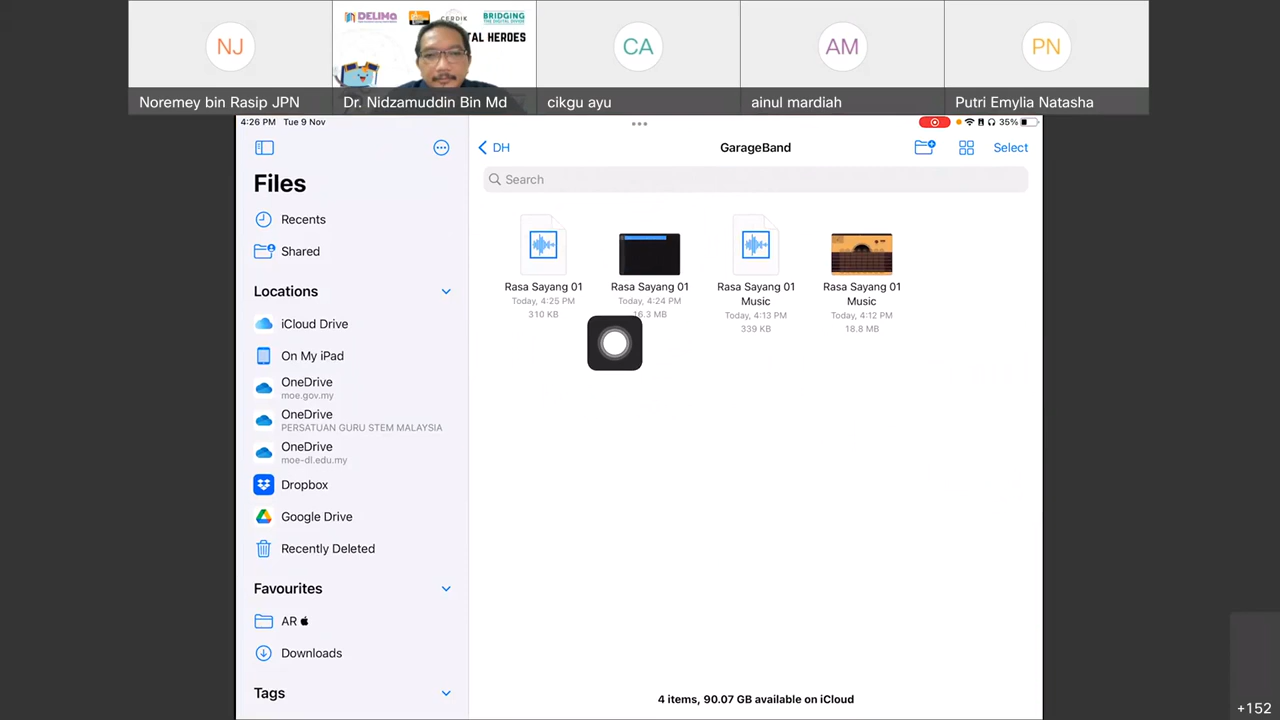 NJ
DELIMa
CERDIK
BRIDGING
THE DIGITAL DIVIDE
TAL HEROES
CA
AM
PN
Noremey bin Rasip JPN
Dr. Nidzamuddin Bin Md
cikgu ayu
ainul mardiah
Putri Emylia Natasha
4:26 PM Tue 9 Nov
35%
DH
GarageBand
Select
Files
Search
Recents
Shared
Locations
iCloud Drive
On My iPad
OneDrive
moe.gov.my
OneDrive
PERSATUAN GURU STEM MALAYSIA
OneDrive
moe-dl.edu.my
Dropbox
Google Drive
Recently Deleted
Favourites
AR
Downloads
Tags
Rasa Sayang 01
Today, 4:25 PM
310 KB
Rasa Sayang 01
Today, 4:24 PM
16.3 MB
Rasa Sayang 01
Music
Today, 4:13 PM
339 KB
Rasa Sayang 01
Music
Today, 4:12 PM
18.8 MB
4 items, 90.07 GB available on iCloud
+152